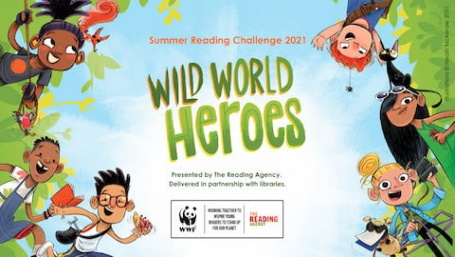 Summer Reading Challenge 2021
WILD WORLD
HEROES
Presented by The Reading Agency.
Delivered in partnership with libraries.
WWF
WORKING TOGETHER TO
INSPIRE YOUNG
READERS TO STAND UP
FOR OUR PLANET
THE
READING
AGENCY